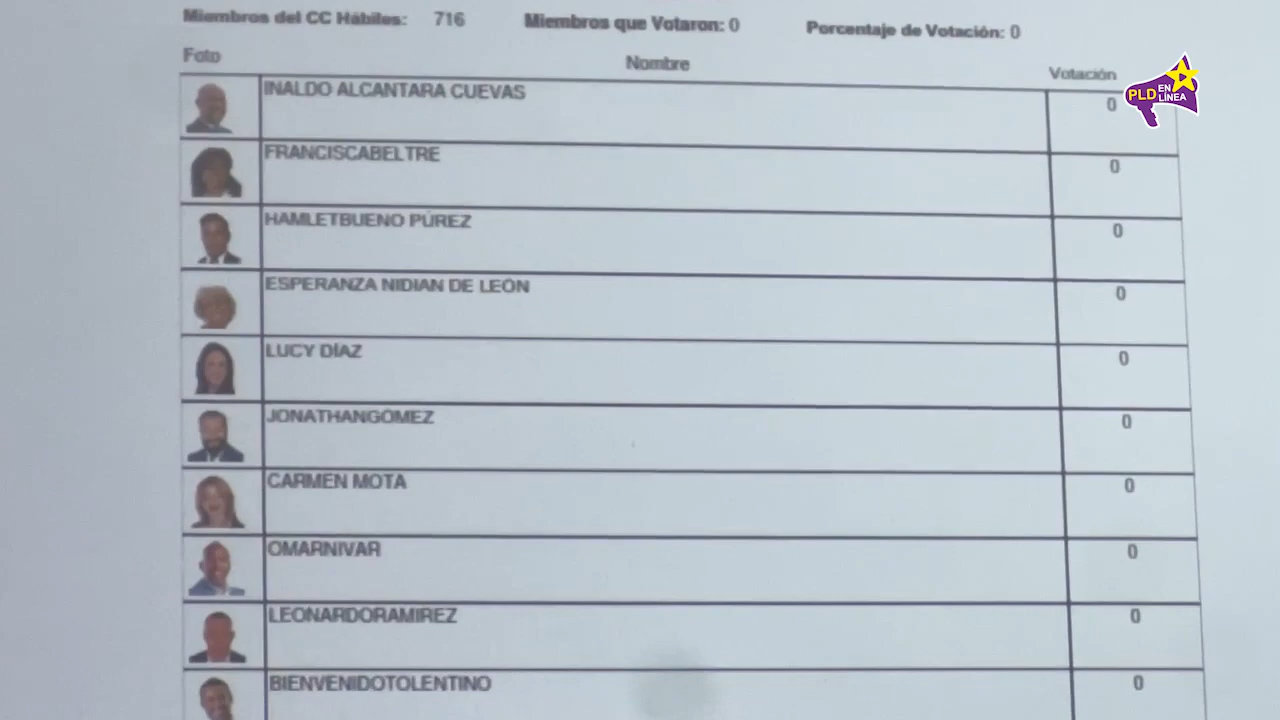 Miembros del CC Hábiles: 716 Miembros que Votaron: 0 Porcentaje de Votación: 0
Foto Nombre Votación
INALDO ALCANTARA CUEVAS 0
PLD EN LÍNEA
FRANCISCABELTRE 0
HAMLETBUENO PÚREZ 0
ESPERANZA NIDIAN DE LEÓN 0
LUCY DÍAZ 0
JONATHANGÓMEZ 0
CARMEN MOTA 0
OMARNIVAR 0
LEONARDORAMIREZ 0
BIENVENIDOTOLENTINO 0